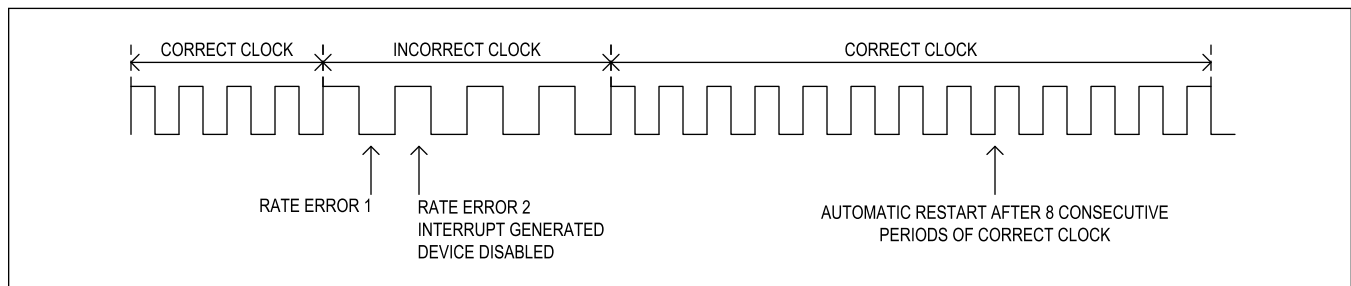 CORRECT CLOCK
INCORRECT CLOCK
CORRECT CLOCK
RATE ERROR 1
RATE ERROR 2
INTERRUPT GENERATED
DEVICE DISABLED
AUTOMATIC RESTART AFTER 8 CONSECUTIVE
PERIODS OF CORRECT CLOCK